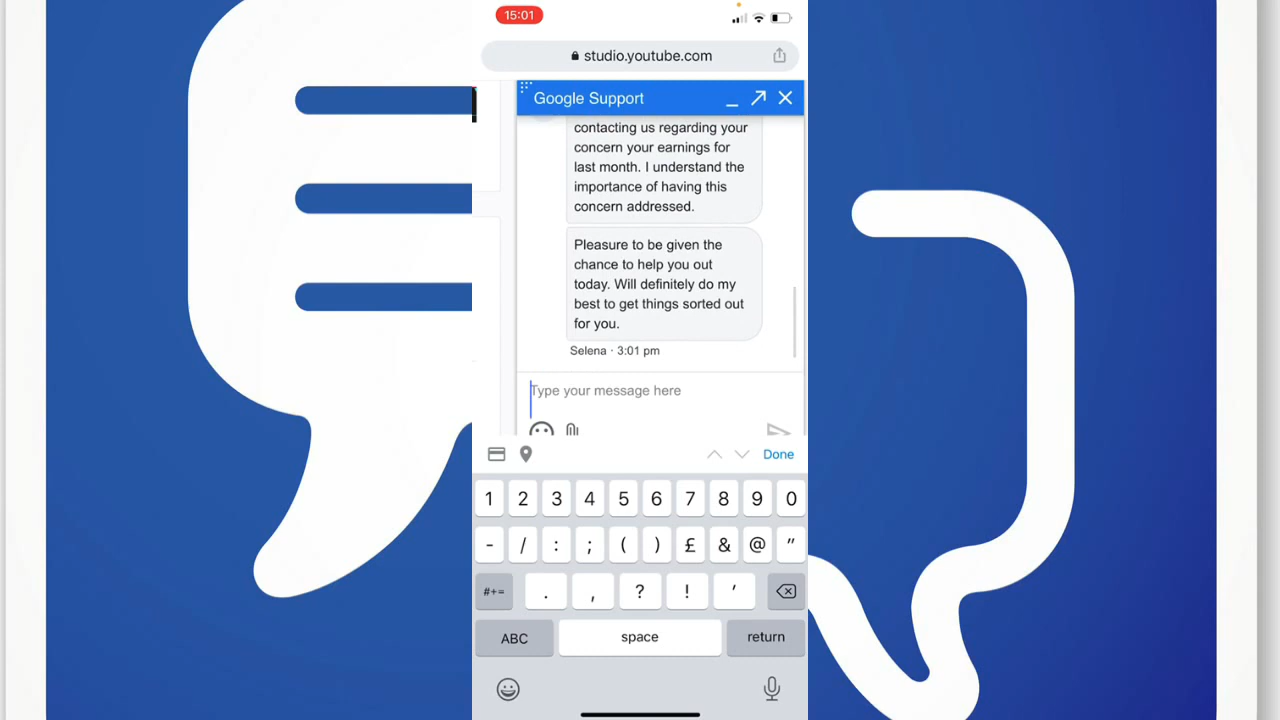 15:01
studio.youtube.com
Google Support
contacting us regarding your
concern your earnings for
last month. I understand the
importance of having this
concern addressed.
Pleasure to be given the
chance to help you out
today. Will definitely do my
best to get things sorted out
for you.
Selena · 3:01 pm
Type your message here
Done
1 2 3 4 5 6 7 8 9 0
- / : ; ( ) £ & @ "
#+= . , ? ! '
ABC space return